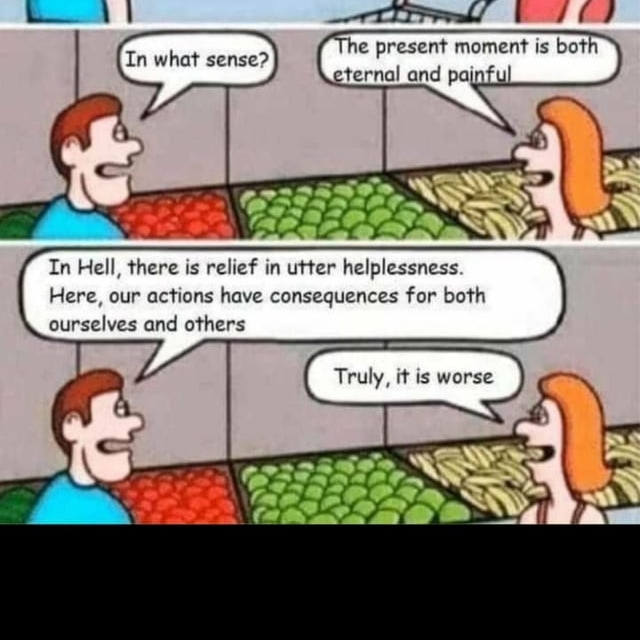 In what sense?
The present moment is both
eternal and painful
In Hell, there is relief in utter helplessness.
Here, our actions have consequences for both
ourselves and others
Truly, it is worse